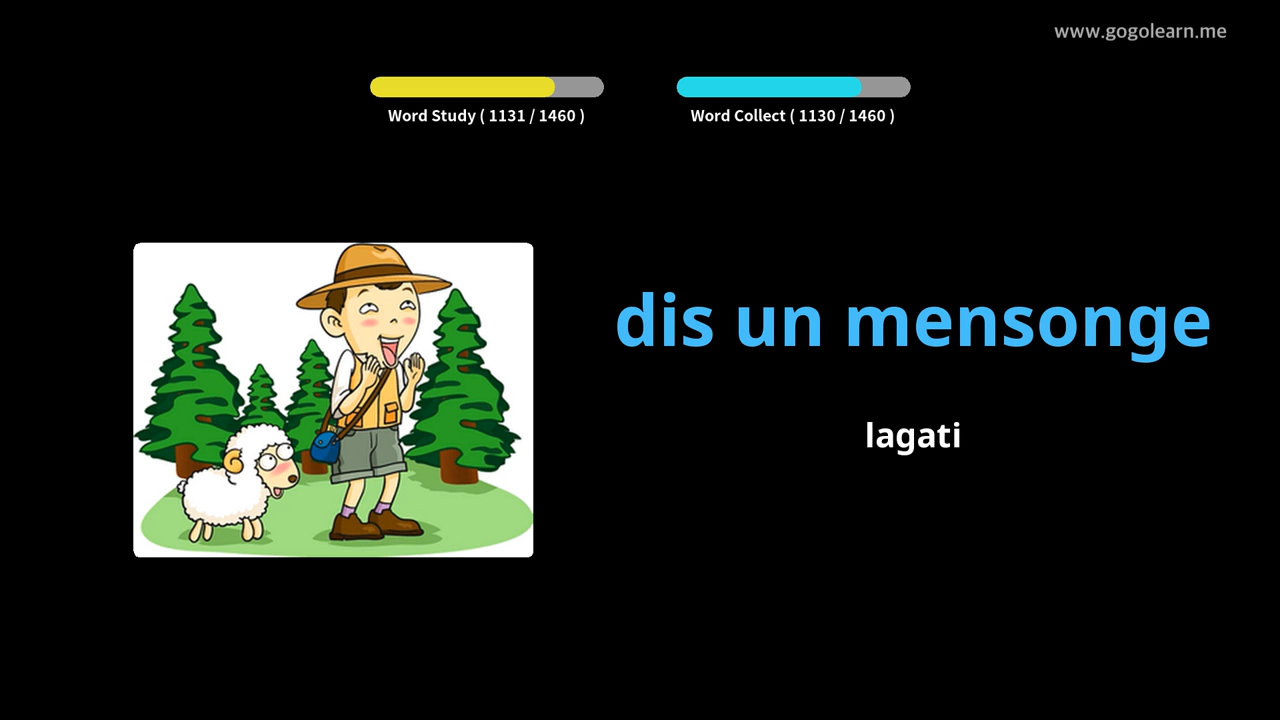 www.gogolearn.me
Word Study ( 1131 / 1460 )
Word Collect ( 1130 / 1460 )
dis un mensonge
lagati